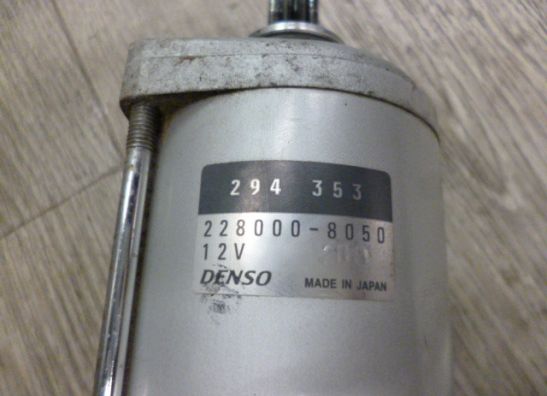 294 353
228000-8050
12V
DENSO MADE IN JAPAN